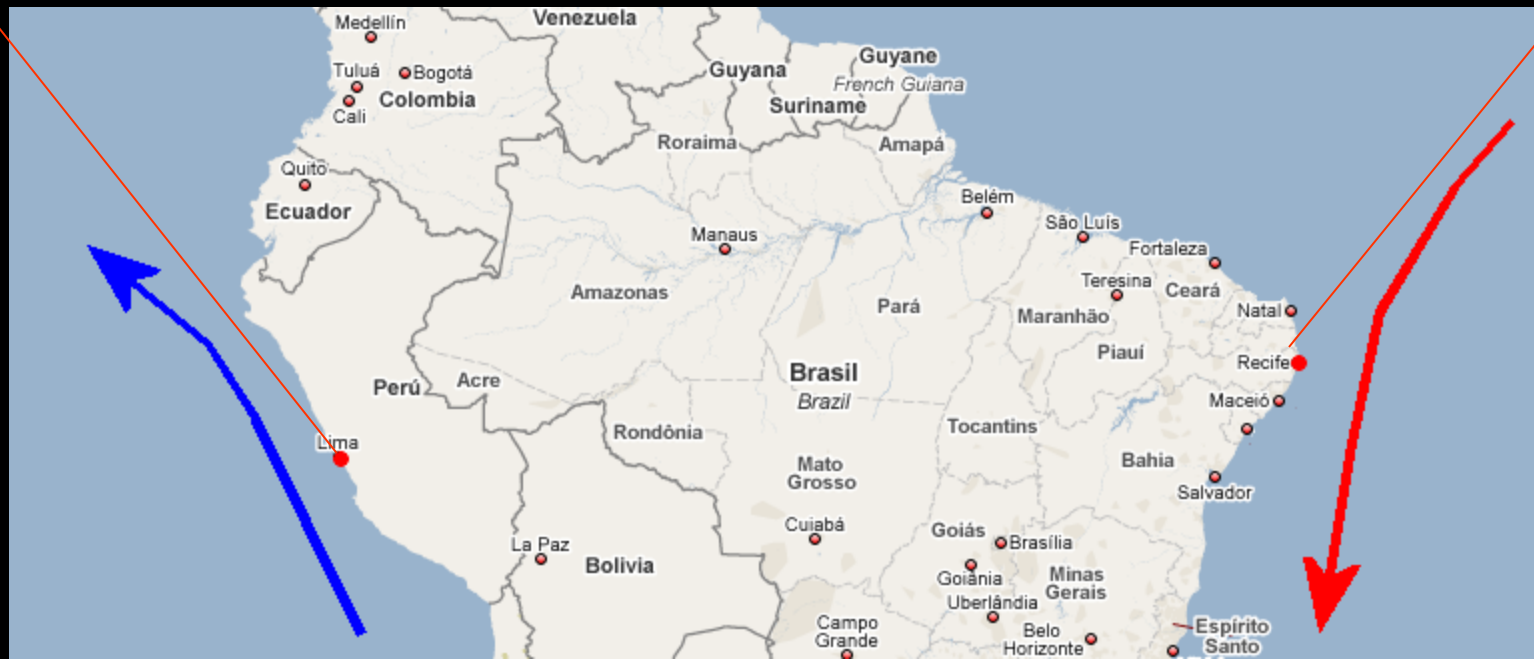 Venezuela
Medellín
Guyana
Guyane
French Guiana
Tuluá
Bogotá
Colombia
Cali
Suriname
Roraima
Amapá
Quito
Ecuador
Belém
São Luís
Manaus
Fortaleza
Teresina
Ceará
Amazonas
Pará
Maranhão
Natal
Piauí
Recife
Brasil
Brazil
Perú
Acre
Maceió
Tocantins
Rondônia
Lima
Bahia
Mato
Grosso
Salvador
Cuiabá
Goiás
Brasília
La Paz
Bolivia
Goiânia
Minas
Gerais
Uberlândia
Campo
Grande
Belo
Horizonte
Espírito
Santo